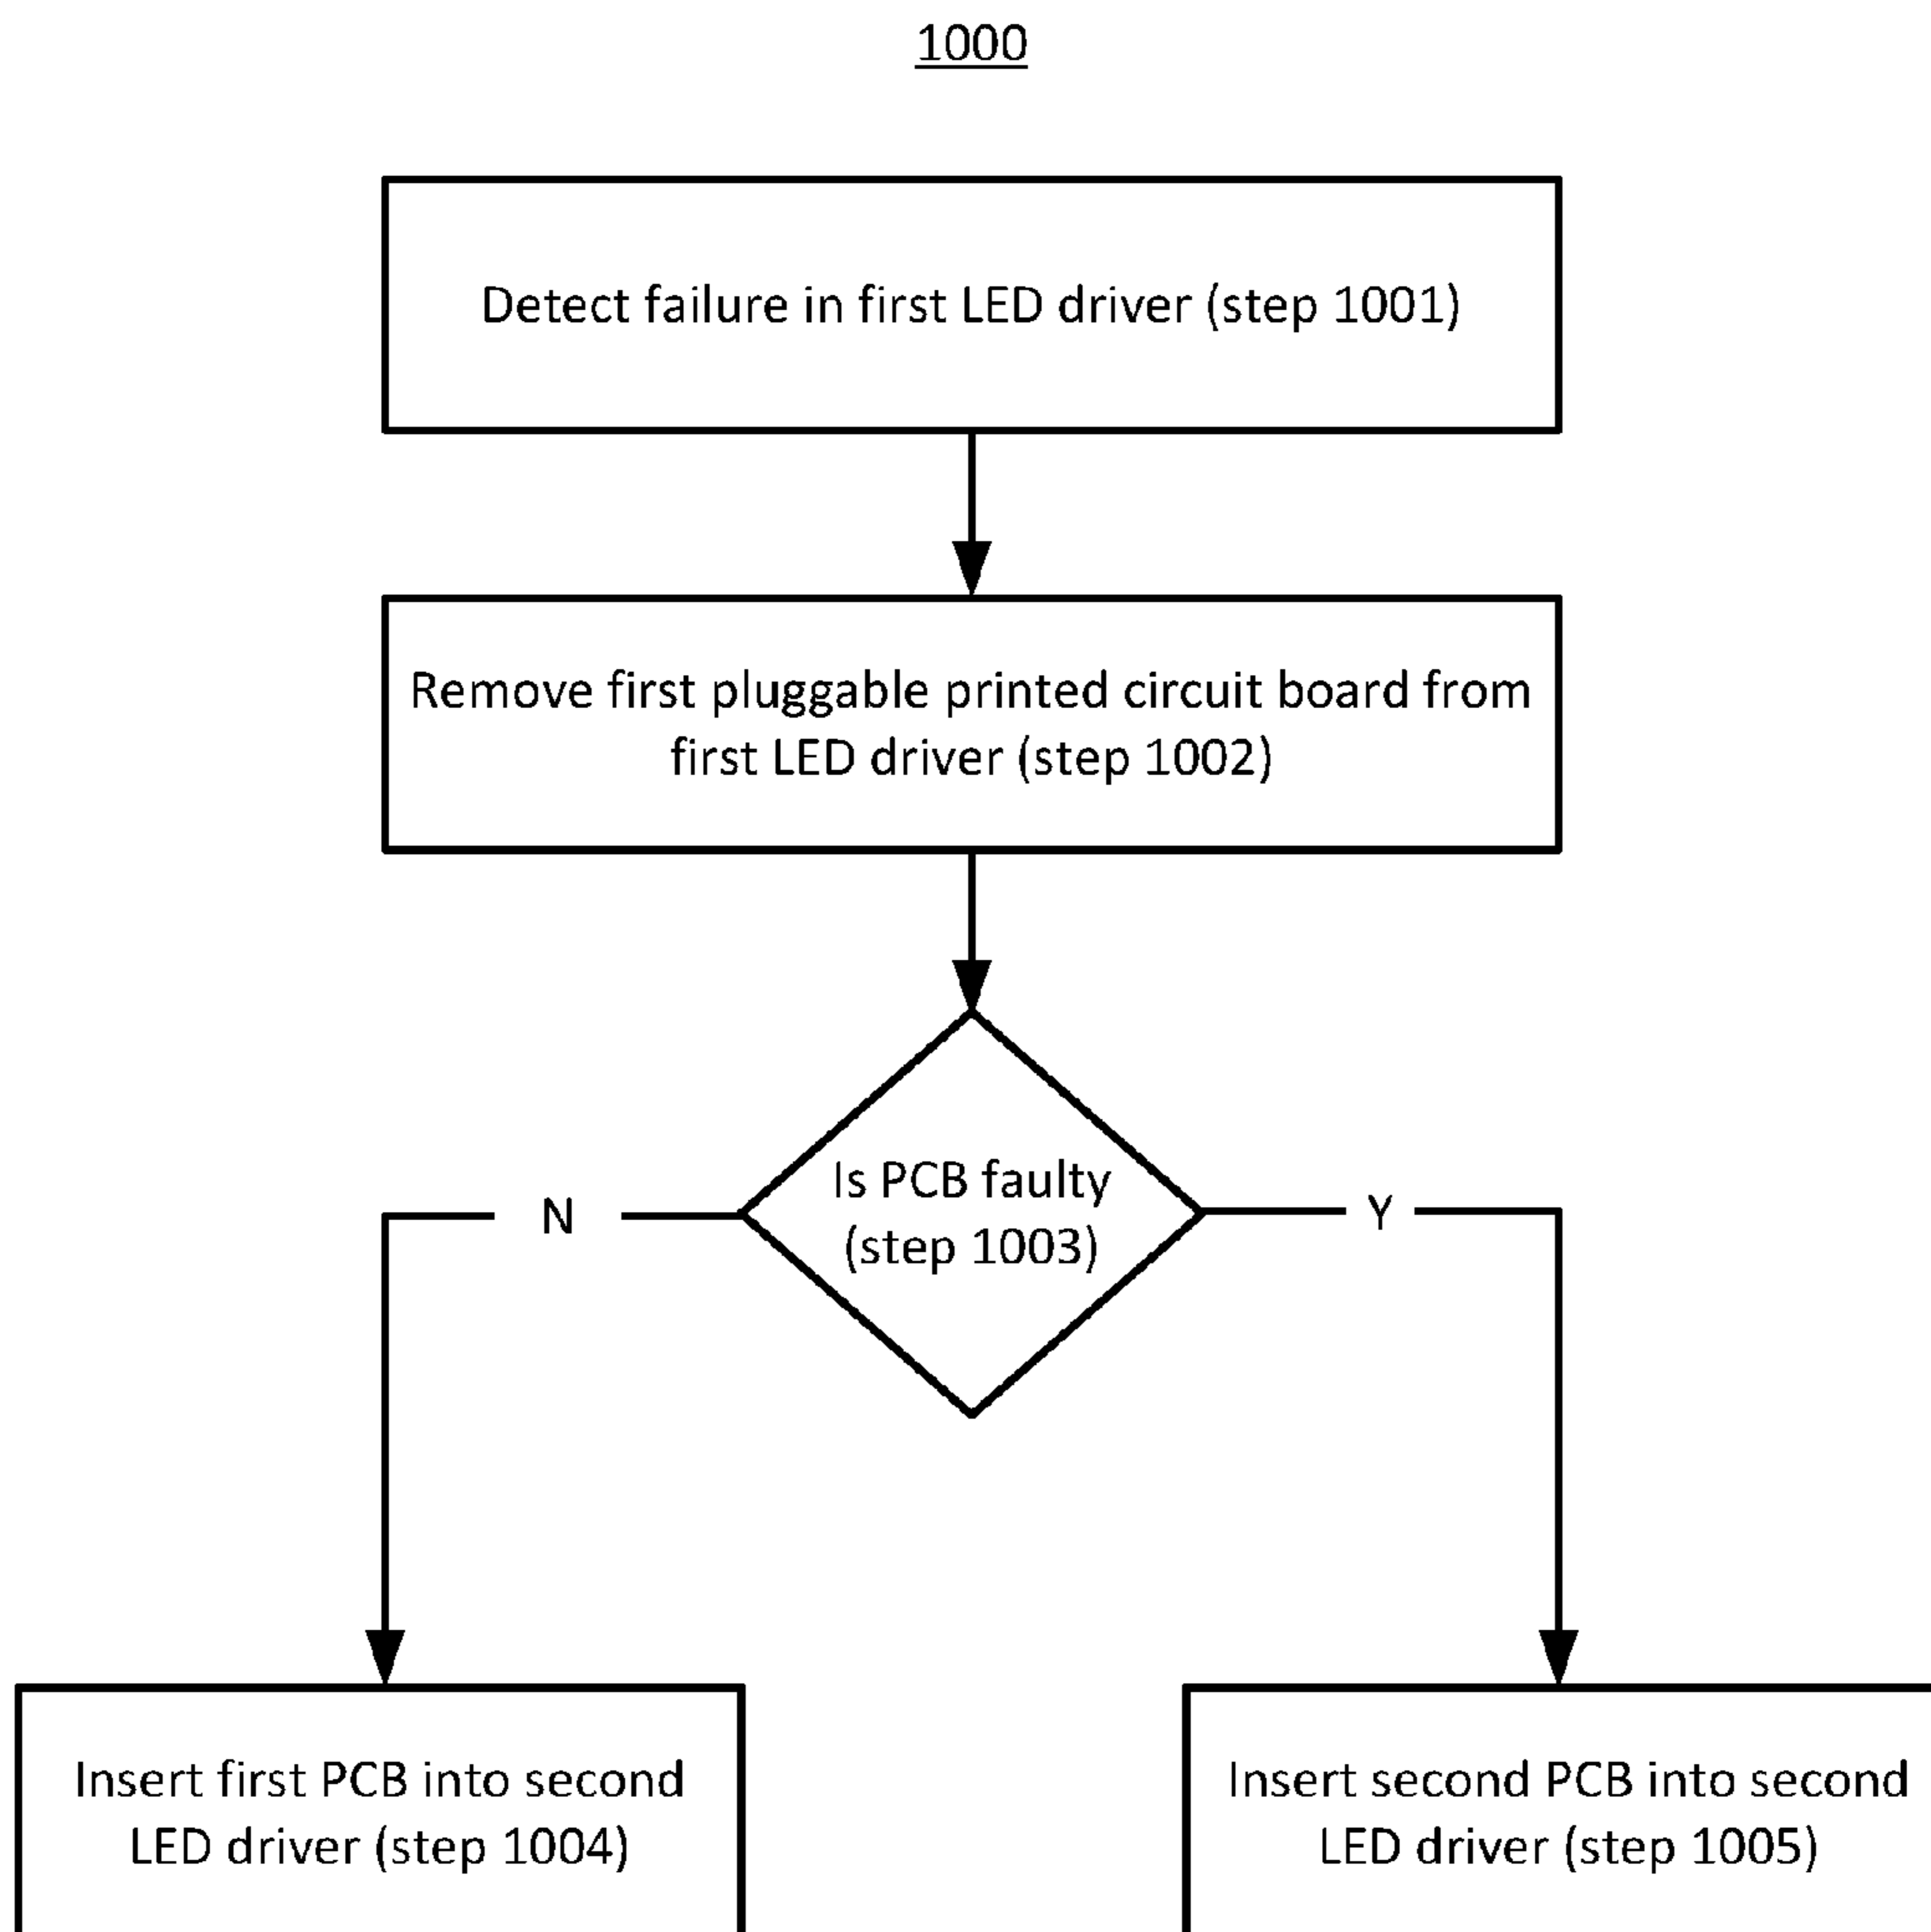 1000
Detect failure in first LED driver (step 1001)
Remove first pluggable printed circuit board from
first LED driver (step 1002)
Is PCB faulty
(step 1003)
N
Y
Insert first PCB into second
LED driver (step 1004)
Insert second PCB into second
LED driver (step 1005)